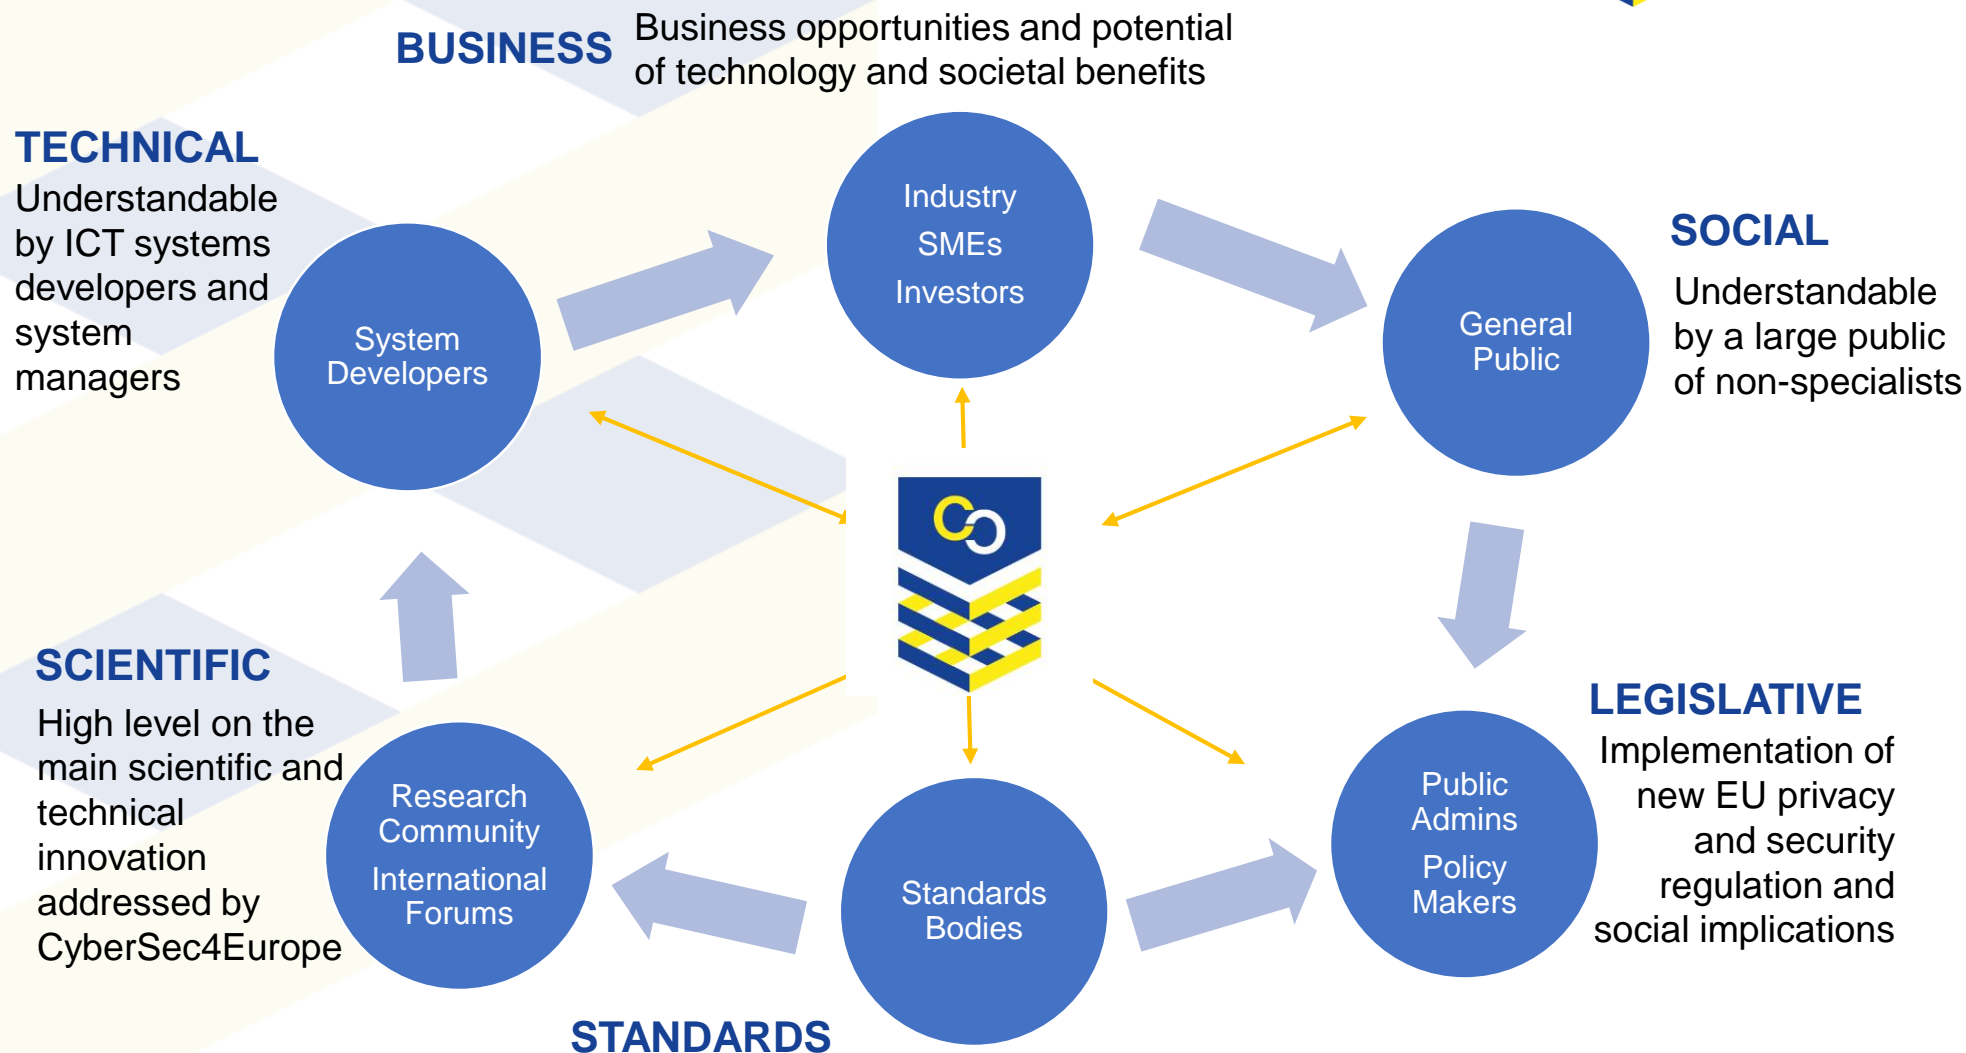 BUSINESS
Business opportunities and potential
of technology and societal benefits
TECHNICAL
Understandable
by ICT systems
developers and
system
managers
System
Developers
Industry
SMEs
Investors
General
Public
SOCIAL
Understandable
by a large public
of non-specialists
SCIENTIFIC
High level on the
main scientific and
technical
innovation
addressed by
CyberSec4Europe
Research
Community
International
Forums
Standards
Bodies
STANDARDS
Public
Admins
Policy
Makers
LEGISLATIVE
Implementation of
new EU privacy
and security
regulation and
social implications